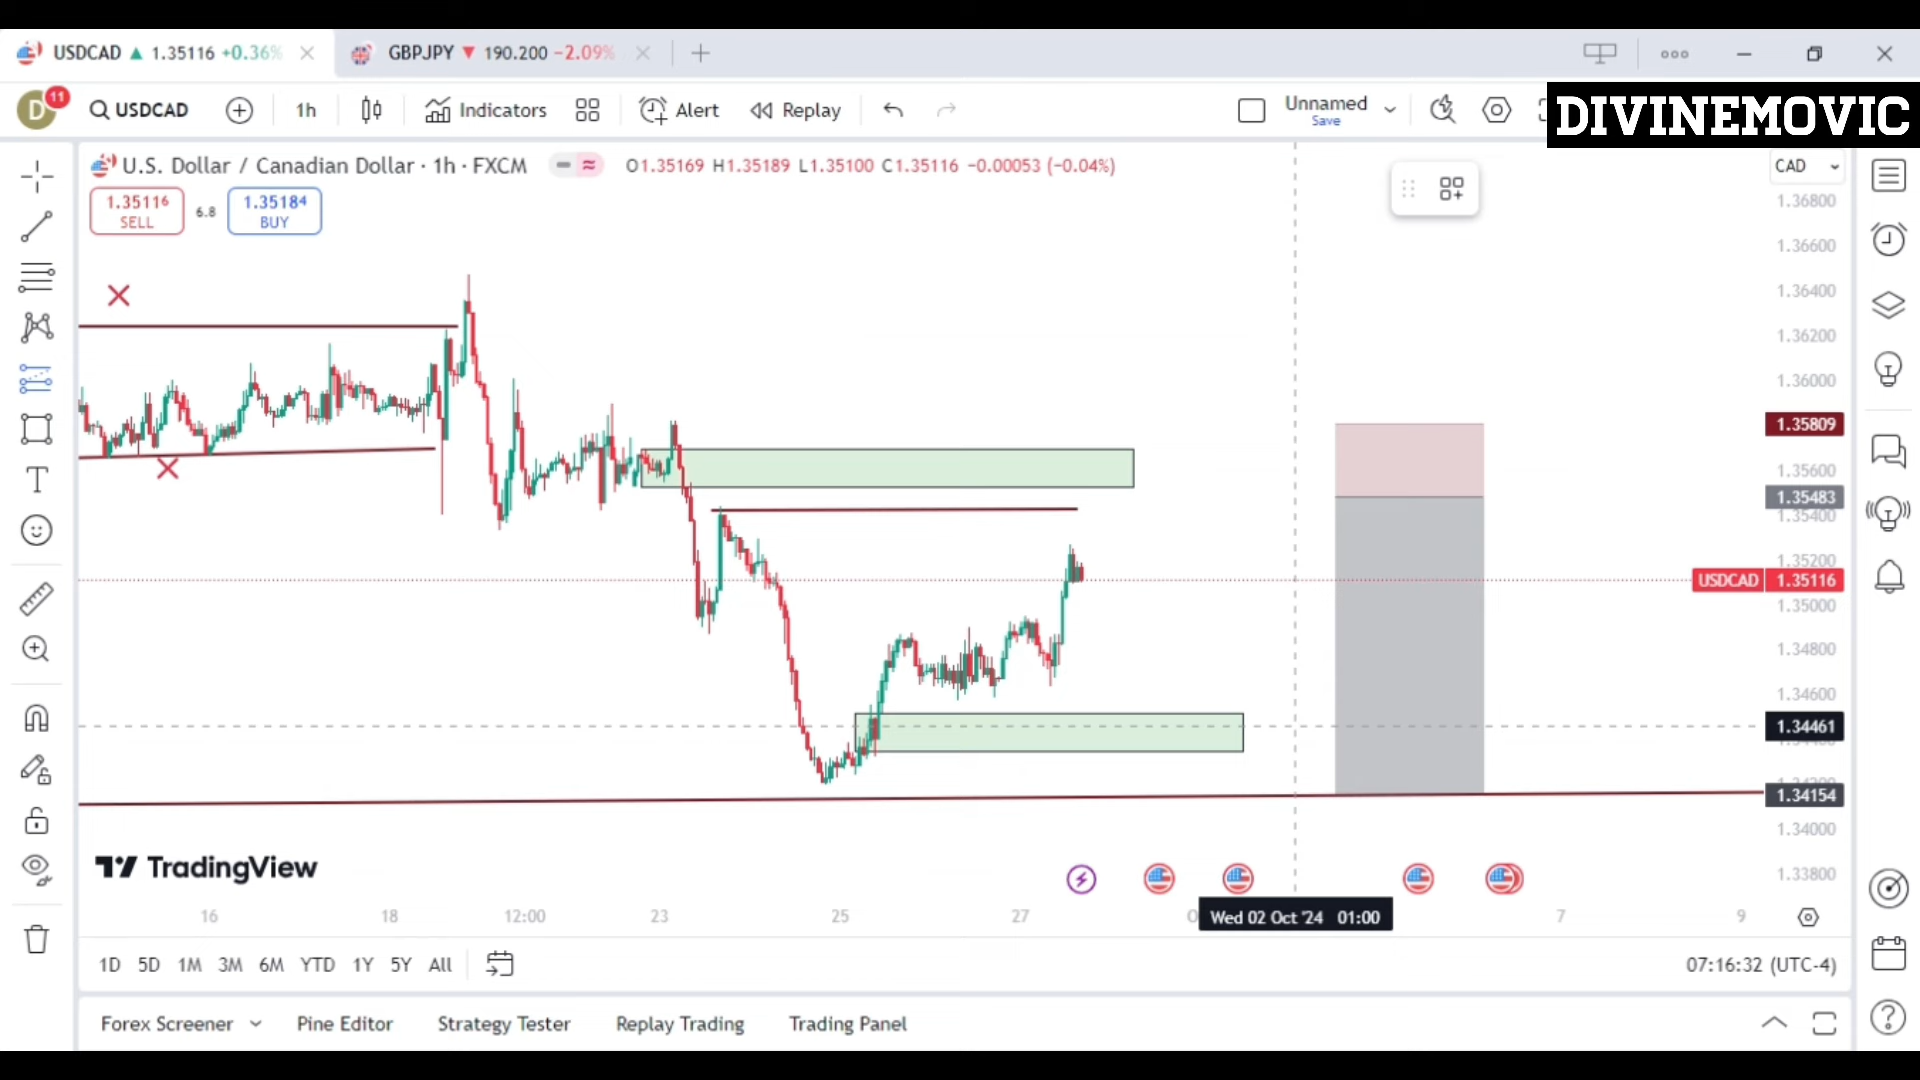 USDCAD ▲ 1.35116 +0.36%
GBPJPY ▼ 190.200 −2.09%
D
11
USDCAD
1h
Indicators
Alert
Replay
Unnamed
Save
DIVINEMOVIC
U.S. Dollar / Canadian Dollar · 1h · FXCM
O1.35169 H1.35189 L1.35100 C1.35116 −0.00053 (−0.04%)
CAD
1.35116
SELL
6.8
1.35184
BUY
1.36800
1.36600
1.36400
1.36200
1.36000
1.35809
1.35600
1.35483
1.35400
1.35200
USDCAD 1.35116
1.35000
1.34800
1.34600
1.34461
1.34154
1.34000
1.33800
TradingView
16
18
12:00
23
25
27
Wed 02 Oct '24 01:00
7
9
1D 5D 1M 3M 6M YTD 1Y 5Y All
07:16:32 (UTC-4)
Forex Screener
Pine Editor
Strategy Tester
Replay Trading
Trading Panel